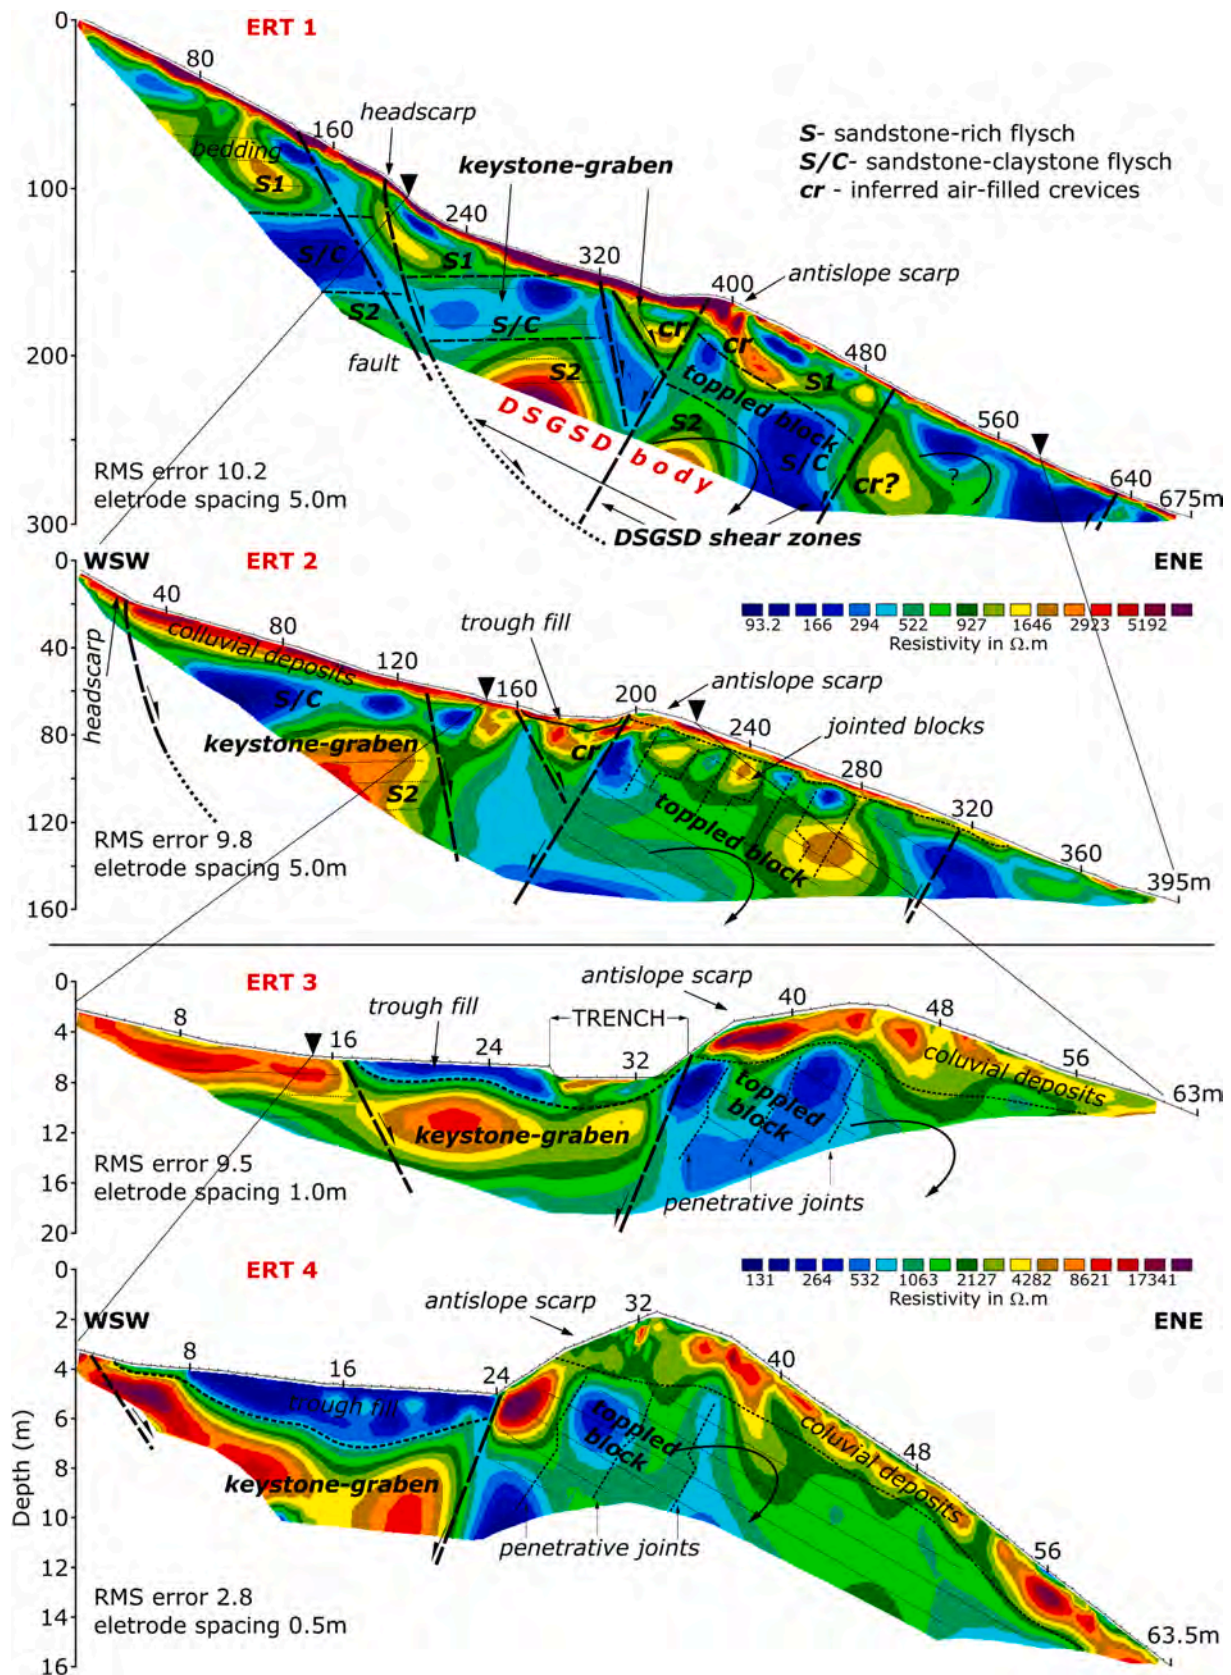 ERT 1
0
80
headscarp
160
S- sandstone-rich flysch
S/C- sandstone-claystone flysch
cr - inferred air-filled crevices
bedding
keystone-graben
100
S1
240
S/C
S1
320
400
antislope scarp
S2
S/C
cr
cr
480
200
fault
S2
toppled
block
S1
560
DSGSD body
S2
S/C
cr?
?
640
675m
RMS error 10.2
eletrode spacing 5.0m
300
DSGSD shear zones
0
WSW
ERT 2
ENE
20
40
93.2 166 294 522 927 1646 2923 5192
Resistivity in Ω.m
40
80
colluvial deposits
trough fill
headscarp
120
60
S/C
160
200
antislope scarp
240
jointed blocks
80
keystone-graben
cr
280
100
S2
320
120
toppled
block
RMS error 9.8
eletrode spacing 5.0m
360
140
395m
160
0
ERT 3
antislope scarp
trough fill
TRENCH
4
8
16
24
32
40
48
56
8
toppled
block
coluvial deposits
63m
12
keystone-graben
RMS error 9.5
eletrode spacing 1.0m
16
penetrative joints
20
0
ERT 4
131 264 532 1063 2127 4282 8621 17341
Resistivity in Ω.m
antislope scarp
2
WSW
ENE
32
4
8
16
24
40
Depth (m)
6
trough fill
toppled
block
48
8
keystone-graben
coluvial deposits
10
penetrative joints
56
12
RMS error 2.8
eletrode spacing 0.5m
14
63.5m
16